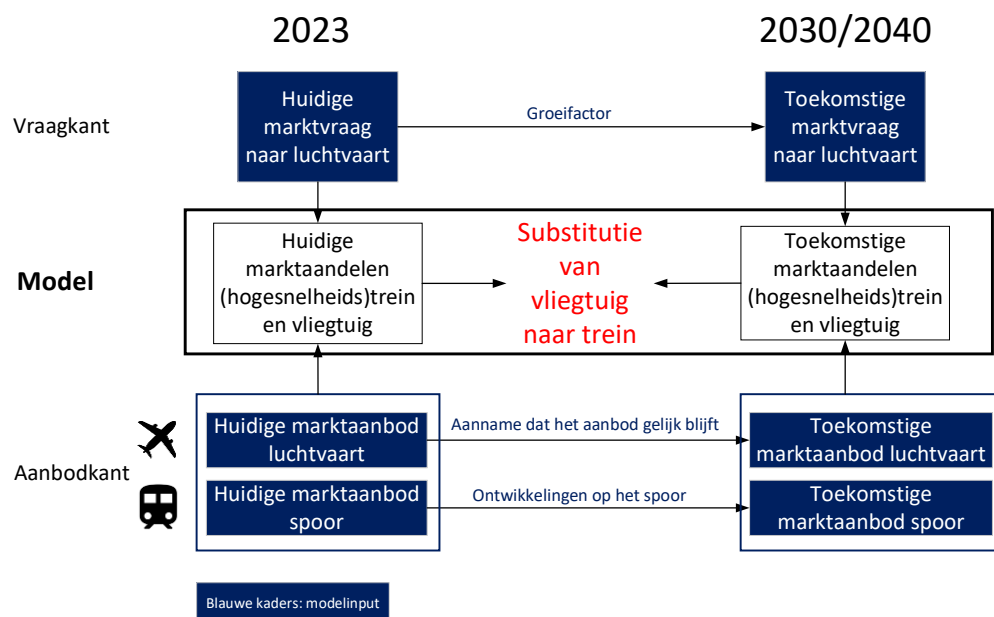 2023
2030/2040
Vraagkant
Huidige
marktvraag
naar luchtvaart
Groeifactor
Toekomstige
marktvraag
naar luchtvaart
Model
Huidige
marktaandelen
(hogesnelheids)trein
en vliegtuig
Substitutie
van
vliegtuig
naar trein
Toekomstige
marktaandelen
(hogesnelheids)trein
en vliegtuig
Aanbodkant
Huidige marktaanbod
luchtvaart
Aanname dat het aanbod gelijk blijft
Toekomstige
marktaanbod luchtvaart
Huidige marktaanbod
spoor
Ontwikkelingen op het spoor
Toekomstige
marktaanbod spoor
Blauwe kaders: modelinput